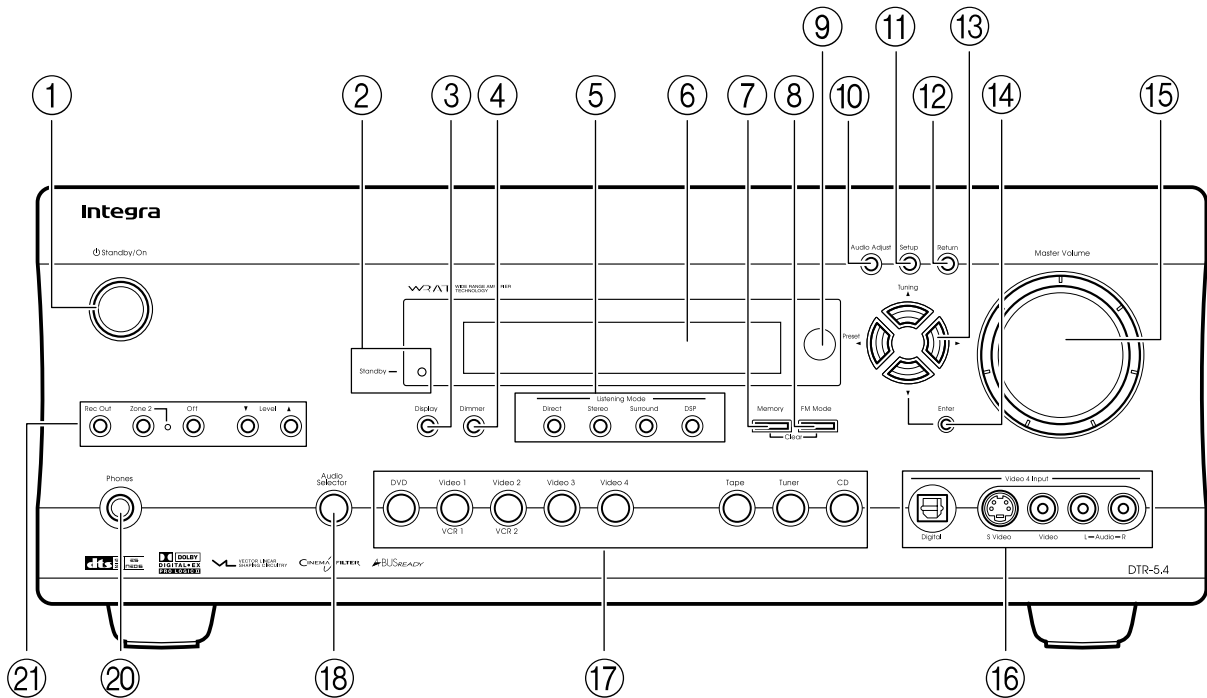 9 11 13
1 2 3 4 5 6 7 8 10 12 14 15
Integra
Standby/On
Audio Adjust Setup Return
Master Volume
WRAT WIDE RANGE AMPLIFIER
TECHNOLOGY
Tuning
Preset
Standby
Listening Mode
Rec Out Zone 2 Off Level
Display Dimmer Direct Stereo Surround DSP Memory FM Mode Enter
Clear
Phones
Audio
Selector
DVD Video 1 Video 2 Video 3 Video 4 Tape Tuner CD
VCR 1 VCR 2
Video 4 Input
Digital S Video Video L Audio R
dts ES
DOLBY
DIGITAL EX
PRO LOGIC II
VECTOR LINEAR
SHAPING CIRCUITRY
CINEMA FILTER
A-BUS READY
DTR-5.4
21 20 18 17 16